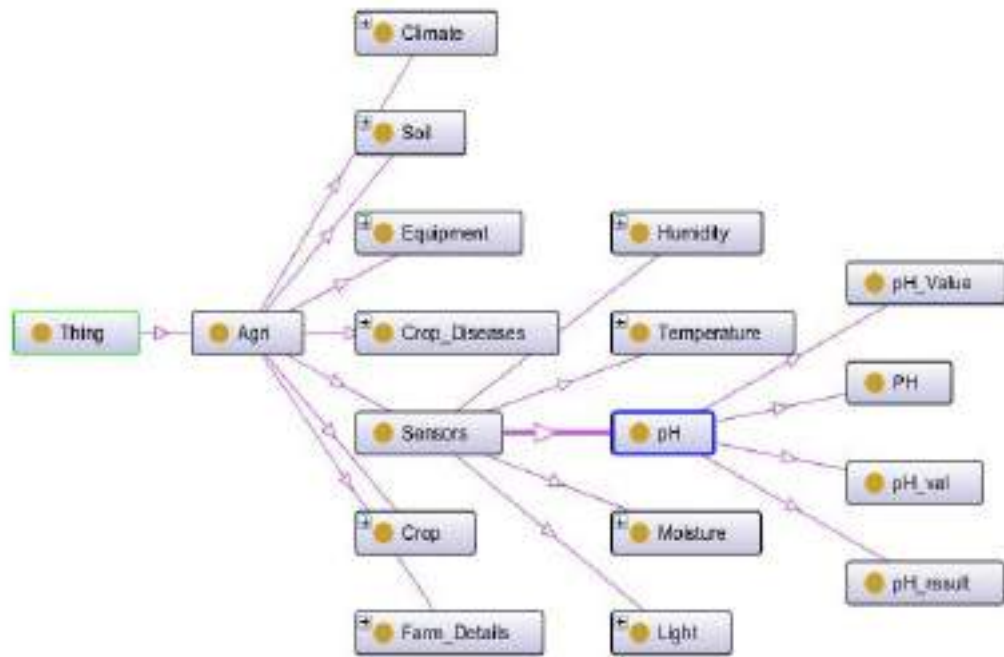 Climate
Soil
Equipment
Humidity
pH_Value
Thing
Agri
Crop_Diseases
Temperature
PH
Sensors
pH
pH_val
Crop
Moisture
pH_result
Farm_Details
Light